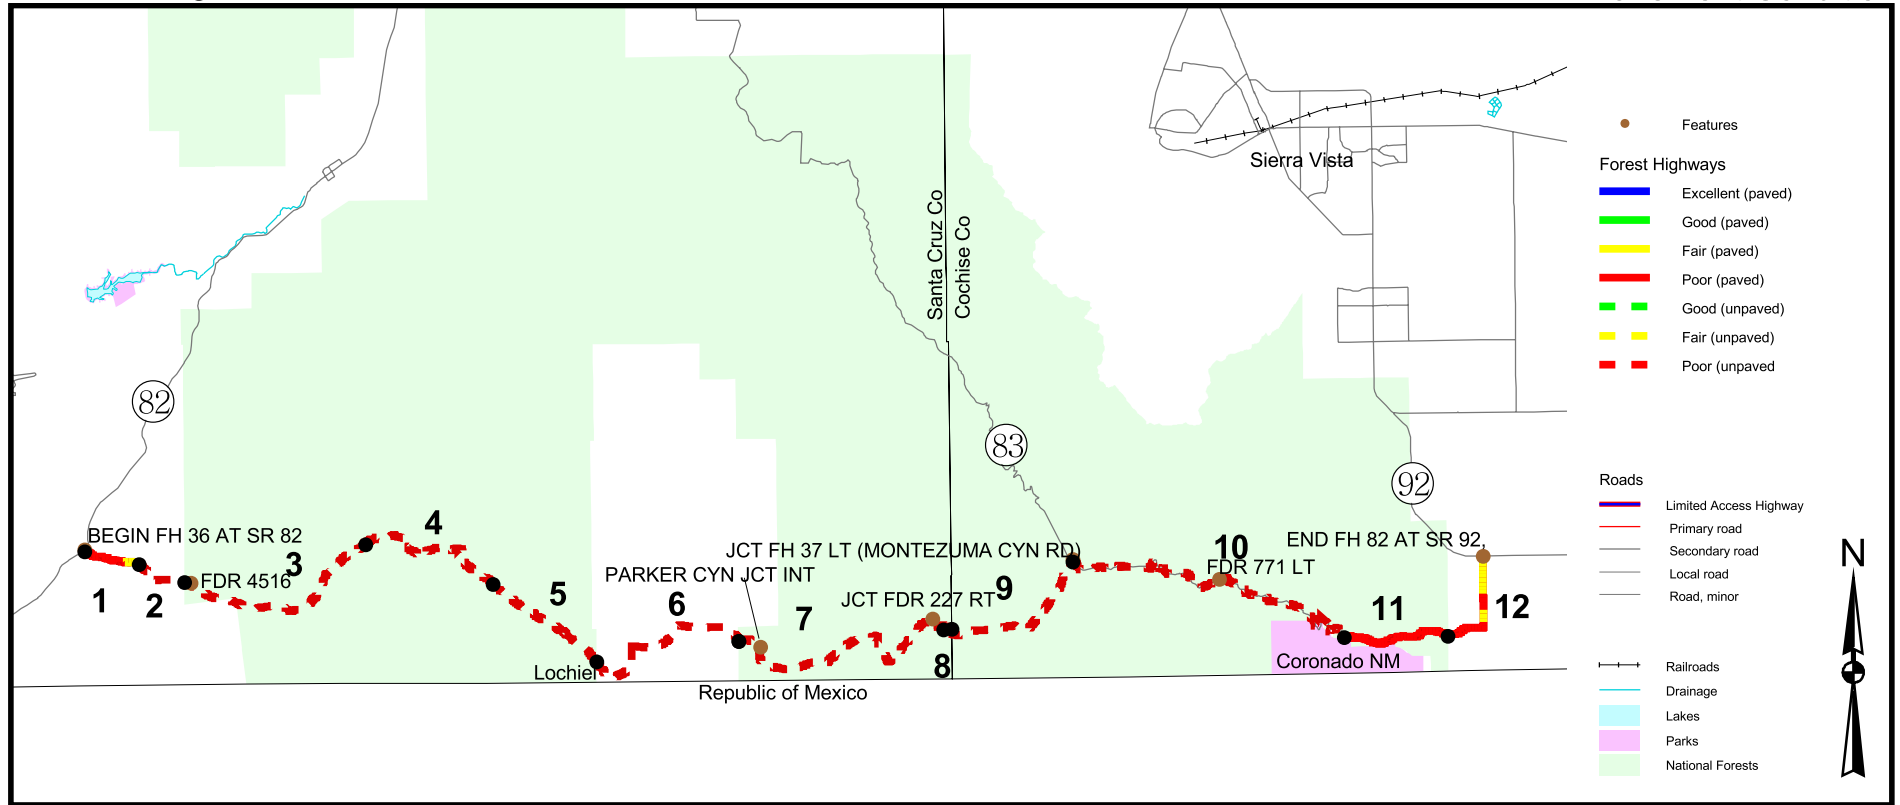 Sierra Vista
Santa Cruz Co
Cochise Co
82
83
92
BEGIN FH 36 AT SR 82
FDR 4516
1
2
3
4
5
6
7
8
9
10
11
12
JCT FH 37 LT (MONTEZUMA CYN RD)
PARKER CYN JCT INT
JCT FDR 227 RT
FDR 771 LT
END FH 82 AT SR 92,
Lochiel
Coronado NM
Republic of Mexico
Features
Forest Highways
Excellent (paved)
Good (paved)
Fair (paved)
Poor (paved)
Good (unpaved)
Fair (unpaved)
Poor (unpaved
Roads
Limited Access Highway
Primary road
Secondary road
Local road
Road, minor
Railroads
Drainage
Lakes
Parks
National Forests
N